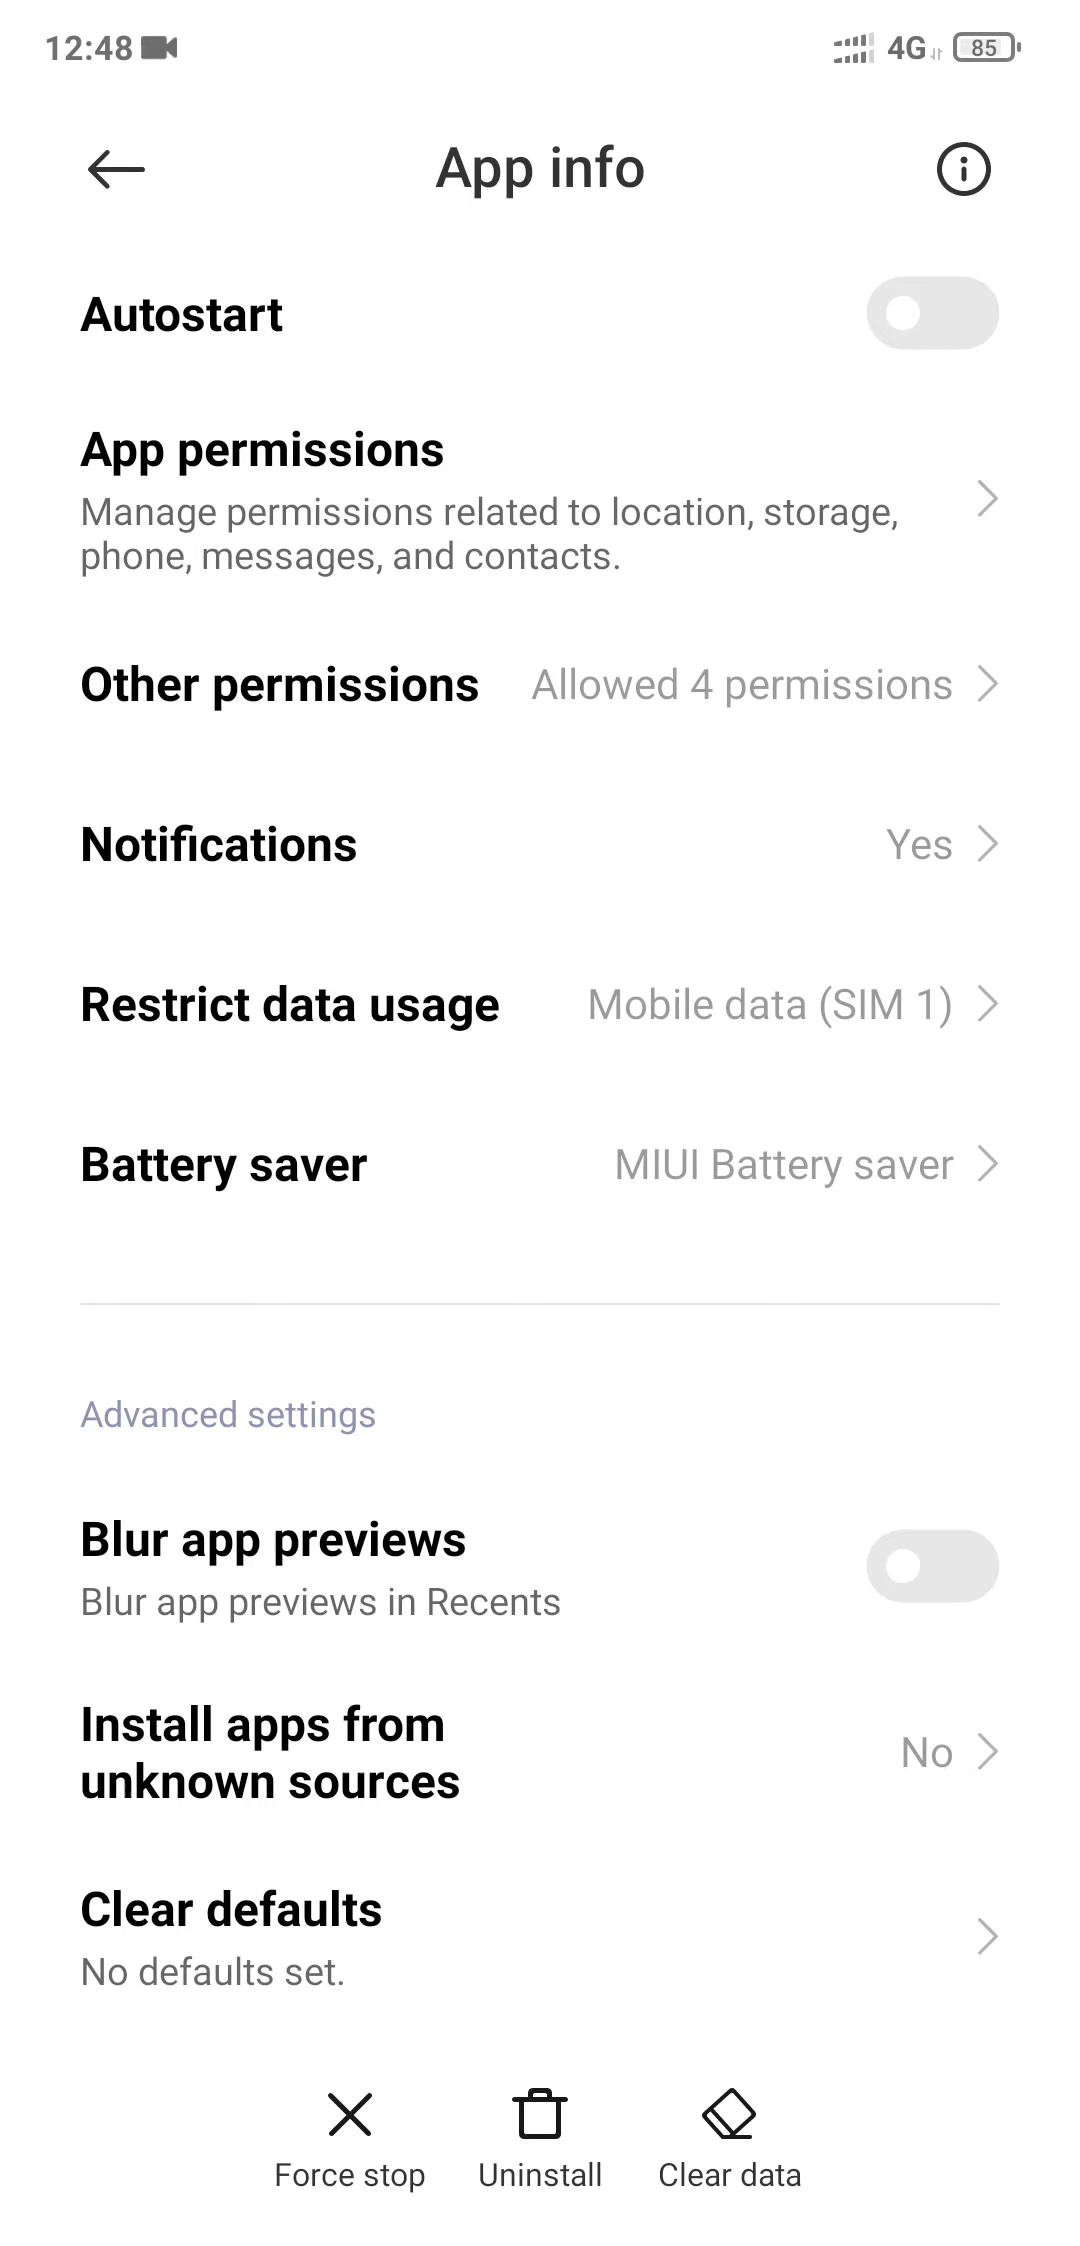 12:48 4G 85
App info
Autostart
App permissions
Manage permissions related to location, storage,
phone, messages, and contacts.
Other permissions Allowed 4 permissions
Notifications Yes
Restrict data usage Mobile data (SIM 1)
Battery saver MIUI Battery saver
Advanced settings
Blur app previews
Blur app previews in Recents
Install apps from
unknown sources No
Clear defaults
No defaults set.
Force stop Uninstall Clear data